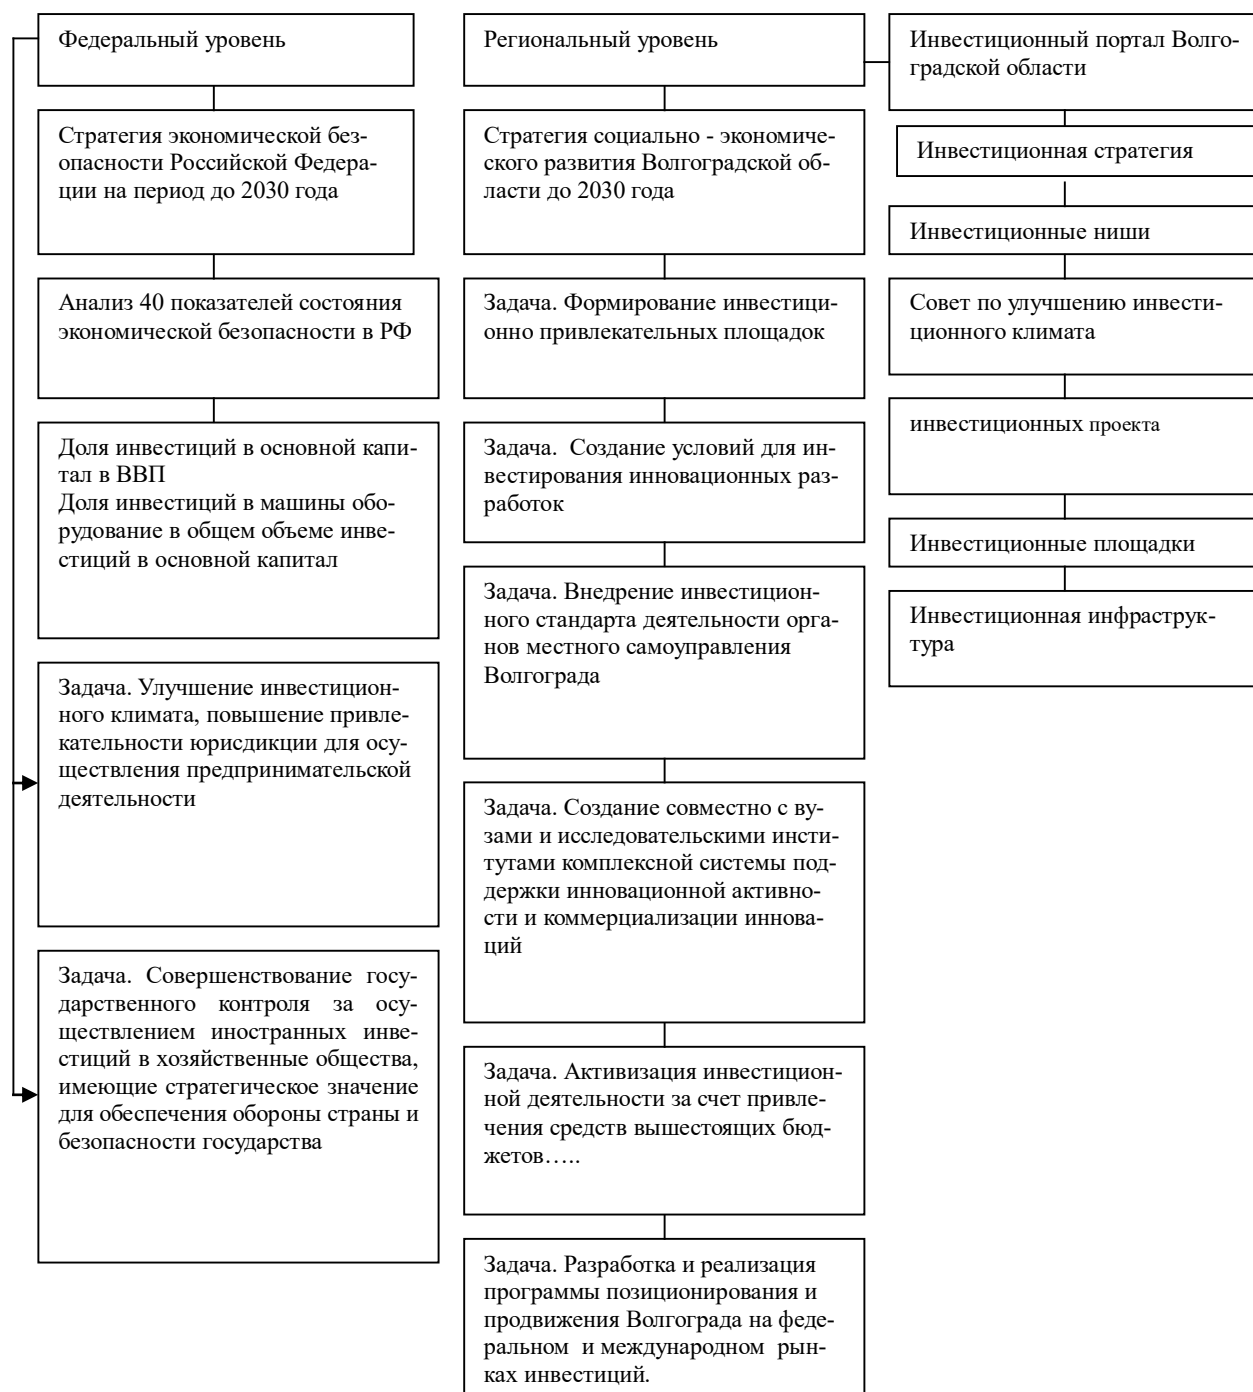 Федеральный уровень
Стратегия экономической без-
опасности Российской Федера-
ции на период до 2030 года
Анализ 40 показателей состояния
экономической безопасности в РФ
Доля инвестиций в основной капи-
тал в ВВП
Доля инвестиций в машины обо-
рудование в общем объеме инве-
стиций в основной капитал
Задача. Улучшение инвестицион-
ного климата, повышение привле-
кательности юрисдикции для осу-
ществления предпринимательской
деятельности
Задача. Совершенствование госу-
дарственного контроля за осу-
ществлением иностранных инве-
стиций в хозяйственные общества,
имеющие стратегическое значение
для обеспечения обороны страны и
безопасности государства
Региональный уровень
Стратегия социально - экономиче-
ского развития Волгоградской об-
ласти до 2030 года
Задача. Формирование инвестици-
онно привлекательных площадок
Задача. Создание условий для ин-
вестирования инновационных раз-
работок
Задача. Внедрение инвестицион-
ного стандарта деятельности орга-
нов местного самоуправления
Волгограда
Задача. Создание совместно с ву-
зами и исследовательскими инсти-
тутами комплексной системы под-
держки инновационной активно-
сти и коммерциализации иннова-
ций
Задача. Активизация инвестицион-
ной деятельности за счет привле-
чения средств вышестоящих бюд-
жетов…..
Задача. Разработка и реализация
программы позиционирования и
продвижения Волгограда на феде-
ральном и международном рын-
ках инвестиций.
Инвестиционный портал Волго-
градской области
Инвестиционная стратегия
Инвестиционные ниши
Совет по улучшению инвести-
ционного климата
инвестиционных проекта
Инвестиционные площадки
Инвестиционная инфраструк-
тура